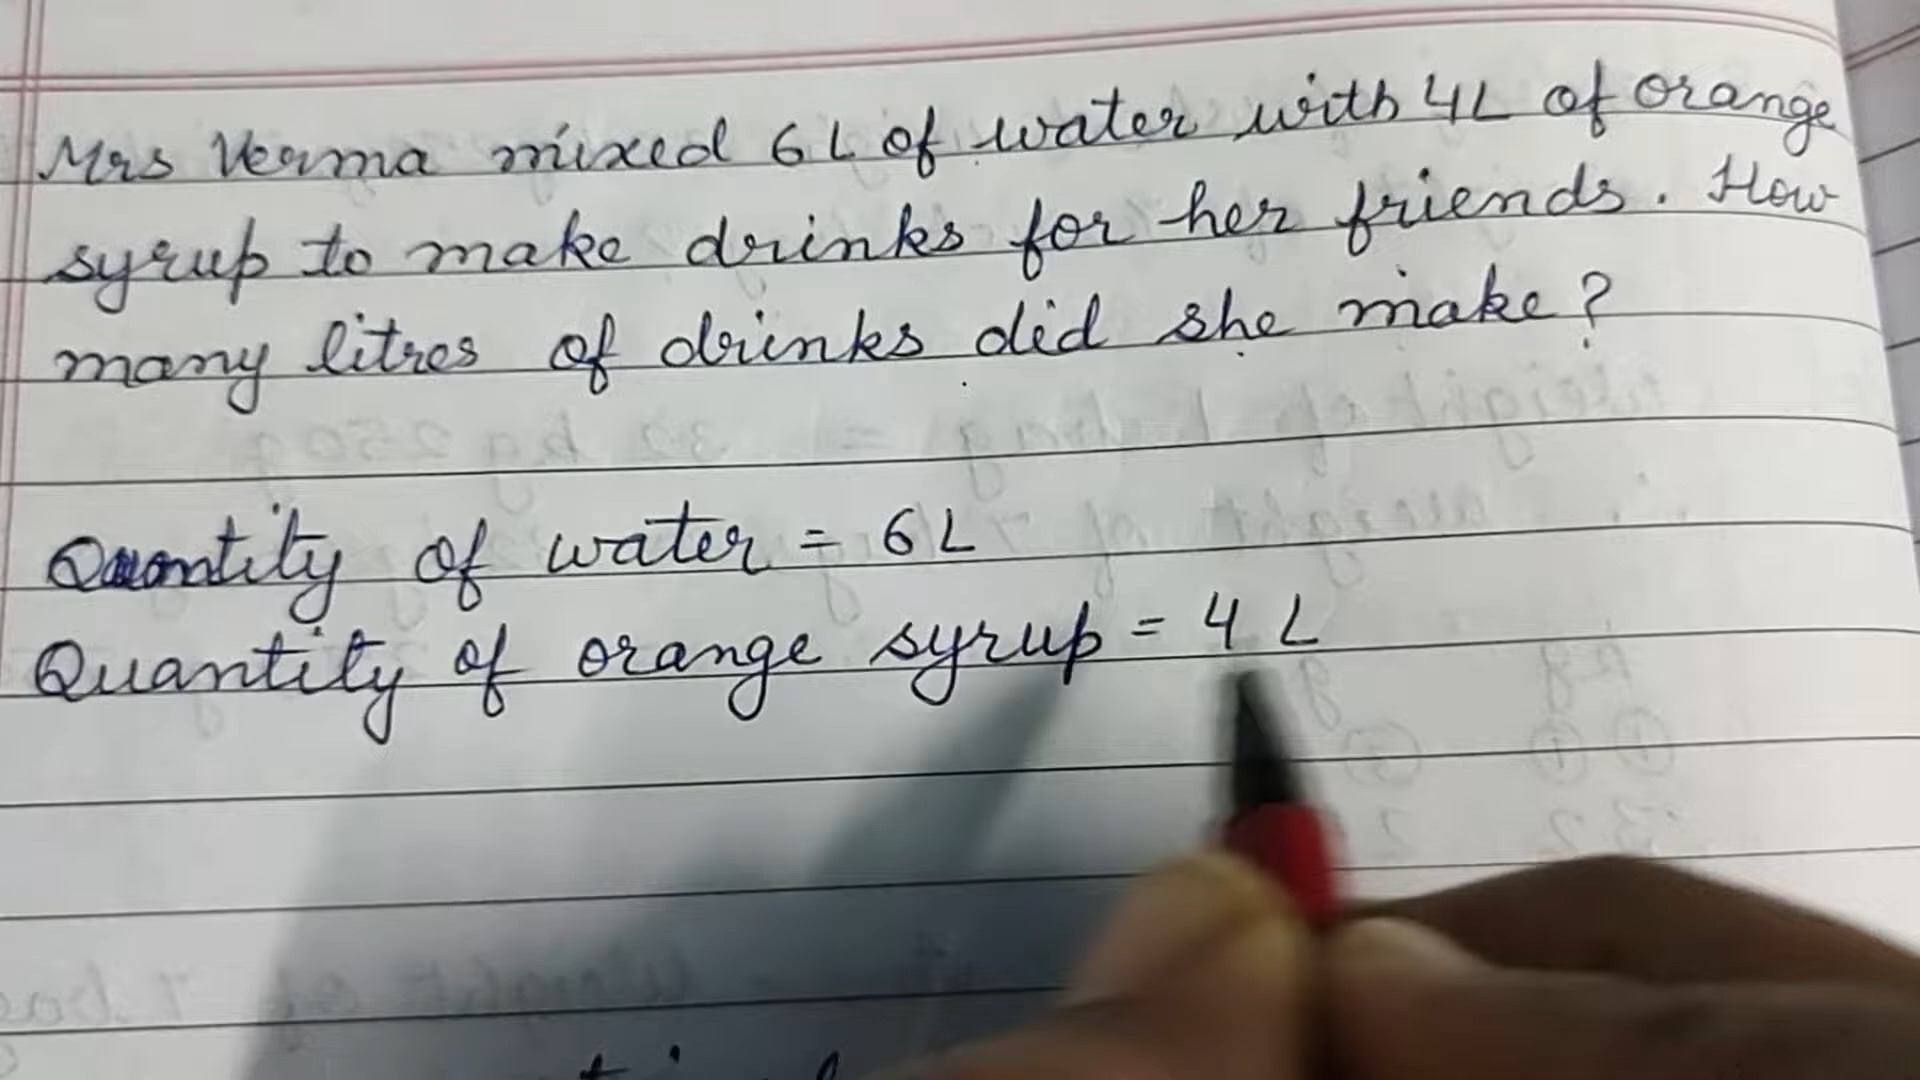 Mrs Verma mixed 6 L of water with 4L of orange
syrup to make drinks for her friends. How
many litres of drinks did she make?
Quantity of water = 6 L
Quantity of orange syrup = 4 L